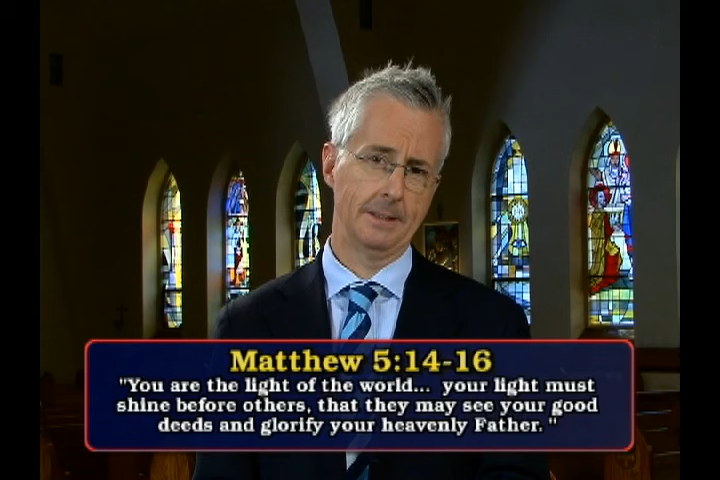 Matthew 5:14-16
"You are the light of the world... your light must
shine before others, that they may see your good
deeds and glorify your heavenly Father. "